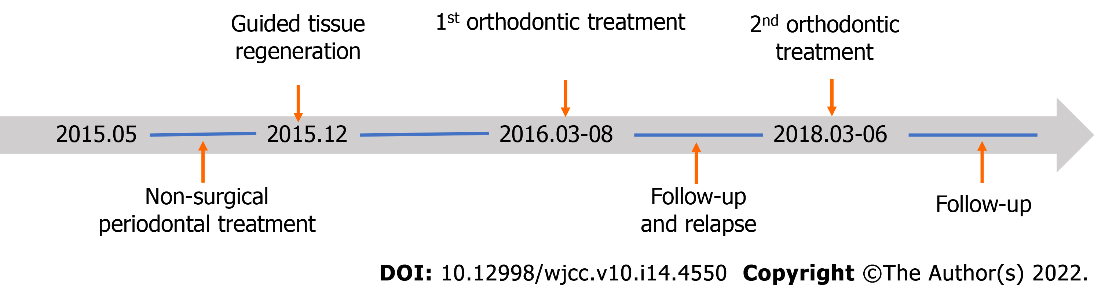 Guided tissue
regeneration
1st orthodontic treatment
2nd orthodontic
treatment
2015.05
2015.12
2016.03-08
2018.03-06
Non-surgical
periodontal treatment
Follow-up
and relapse
Follow-up
DOI: 10.12998/wjcc.v10.i14.4550 Copyright ©The Author(s) 2022.